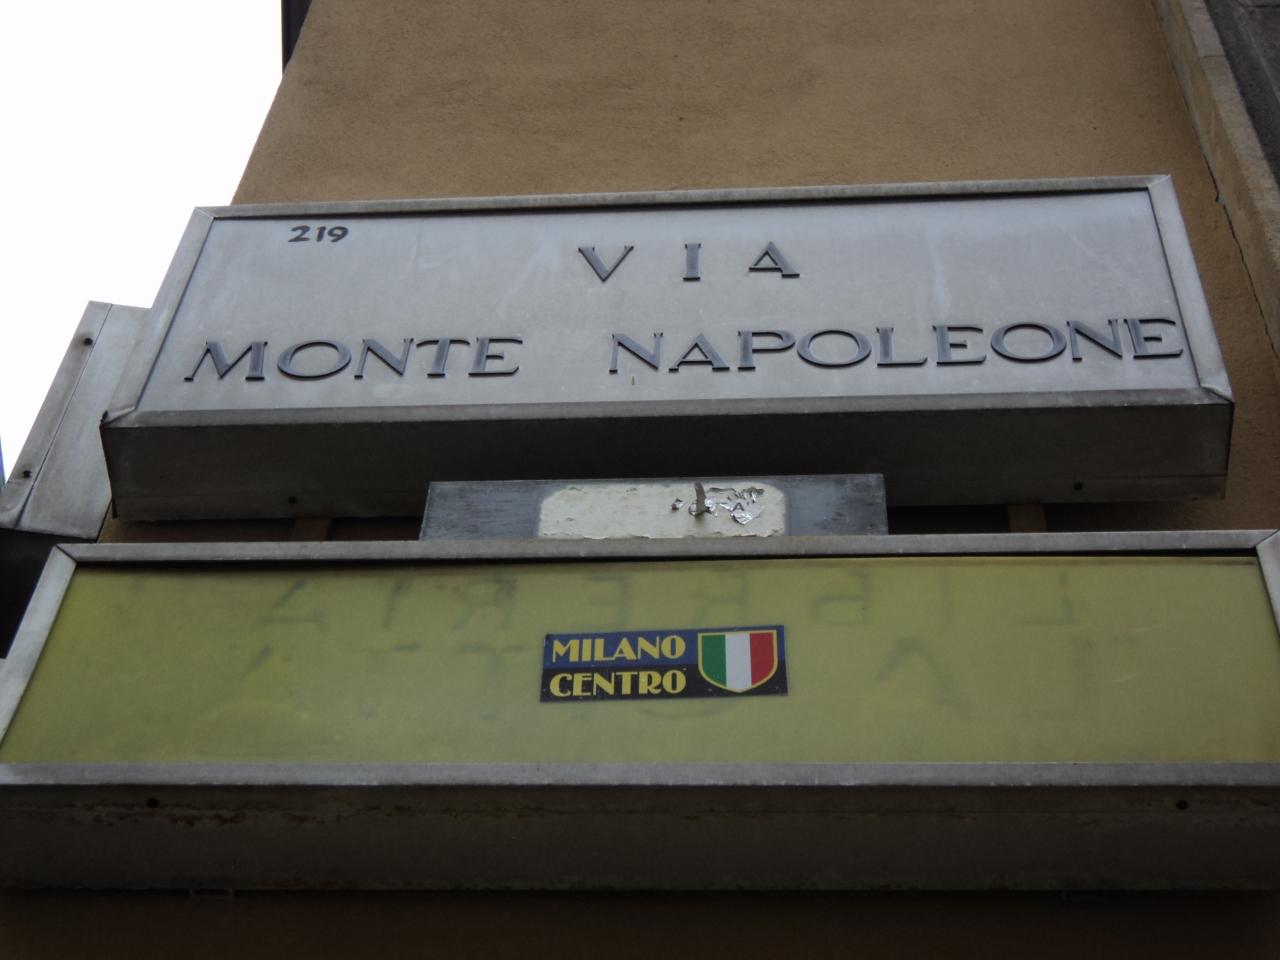 219
VIA
MONTE NAPOLEONE
MILANO
CENTRO